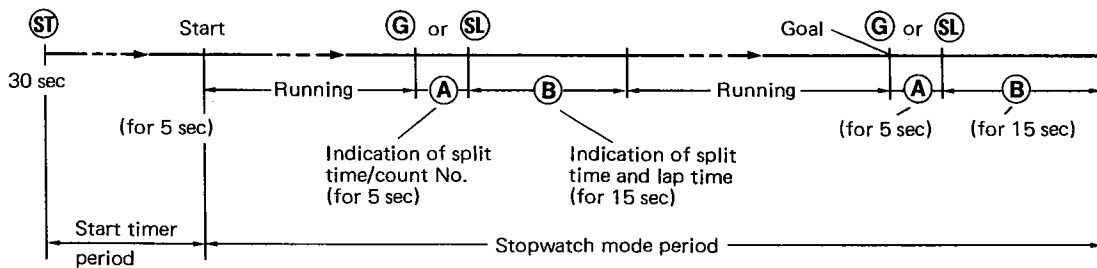 ST
Start
G or SL
Goal
G or SL
30 sec
Running
A
B
Running
A
B
(for 5 sec)
(for 5 sec)
(for 15 sec)
Indication of split
time/count No.
(for 5 sec)
Indication of split
time and lap time
(for 15 sec)
Start timer
period
Stopwatch mode period